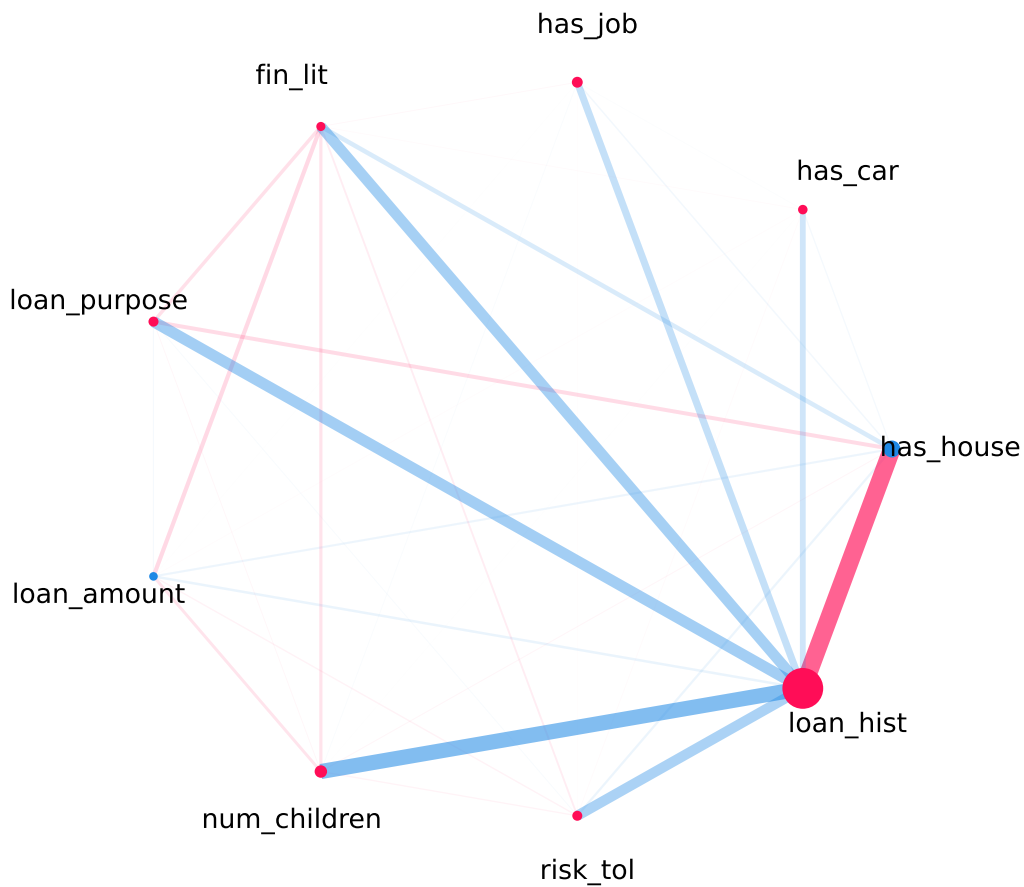 has_job
fin_lit
has_car
loan_purpose
has_house
loan_amount
loan_hist
num_children
risk_tol